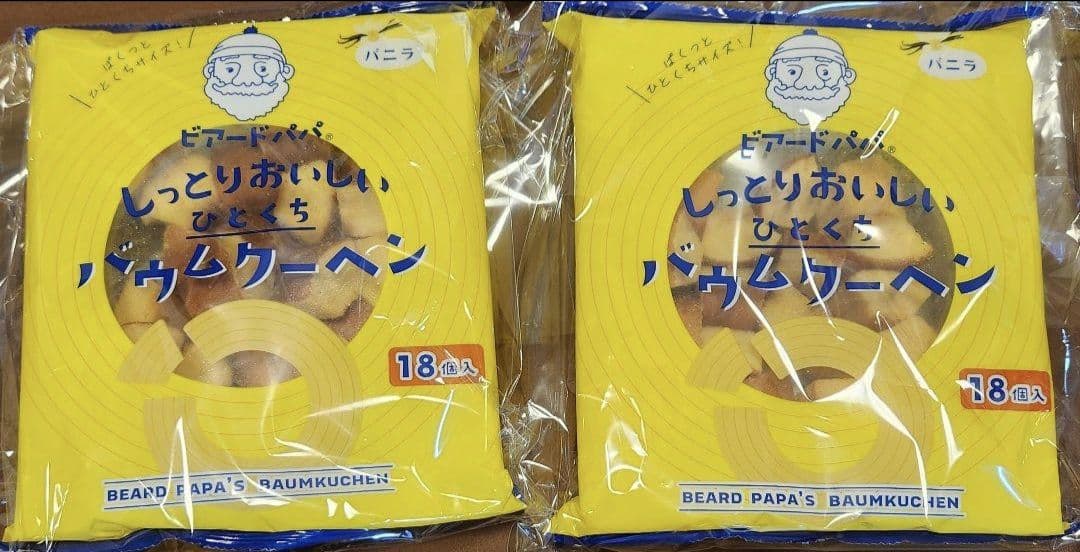 ぱくっと
ひとくちサイズ!
バニラ
ビアードパパ®
しっとりおいしい
ひとくち
バウムクーヘン
18個入
BEARD PAPA'S BAUMKUCHEN
ぱくっと
ひとくちサイズ!
バニラ
ビアードパパ®
しっとりおいしい
ひとくち
バウムクーヘン
18個入
BEARD PAPA'S BAUMKUCHEN